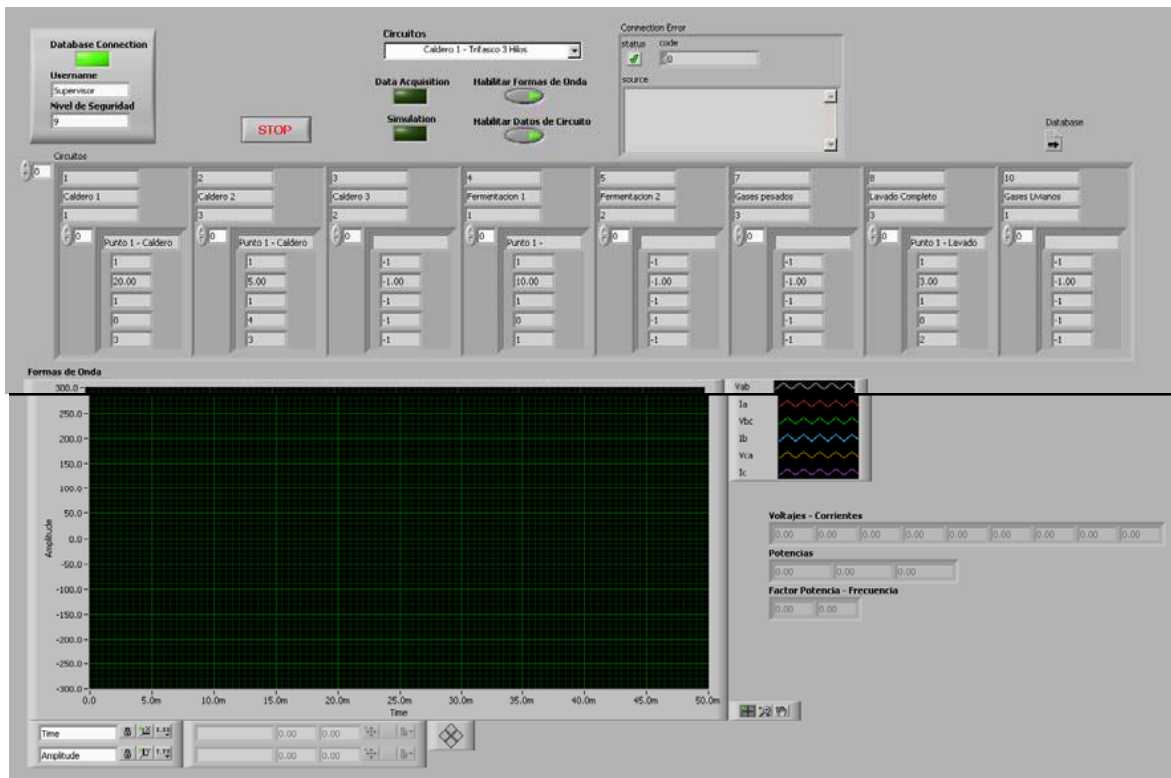 Database Connection
Username
Supervisor
Nivel de Seguridad
9
STOP
Circuitos
Caldero 1 - Trifasco 3 Hilos
Data Acquisition
Habilitar Formas de Onda
Simulation
Habilitar Datos de Circuito
Connection Error
status code
0
source
Database
Circuitos
0
1 2 3 4 5 7 8 10
Caldero 1 Caldero 2 Caldero 3 Fermentacion 1 Fermentacion 2 Gases pesados Lavado Completo Gases Livianos
1 3 2 1 2 3 3 1
0 Punto 1 - Caldero 0 Punto 1 - Caldero 0 0 Punto 1 - 0 0 0 Punto 1 - Lavado 0
1 1 -1 1 -1 -1 1 -1
20.00 5.00 -1.00 10.00 -1.00 -1.00 3.00 -1.00
1 1 -1 1 -1 -1 1 -1
0 4 -1 0 -1 -1 0 -1
3 3 -1 1 -1 -1 2 -1
Formas de Onda
300.0
250.0
200.0
150.0
100.0
50.0
0.0
-50.0
-100.0
-150.0
-200.0
-250.0
-300.0
Amplitude
0.0 5.0m 10.0m 15.0m 20.0m 25.0m 30.0m 35.0m 40.0m 45.0m 50.0m
Time
Vab
Ia
Vbc
Ib
Vca
Ic
Voltajes - Corrientes
0.00 0.00 0.00 0.00 0.00 0.00 0.00 0.00 0.00
Potencias
0.00 0.00 0.00
Factor Potencia - Frecuencia
0.00 0.00
Time
0.00 0.00
Amplitude
0.00 0.00